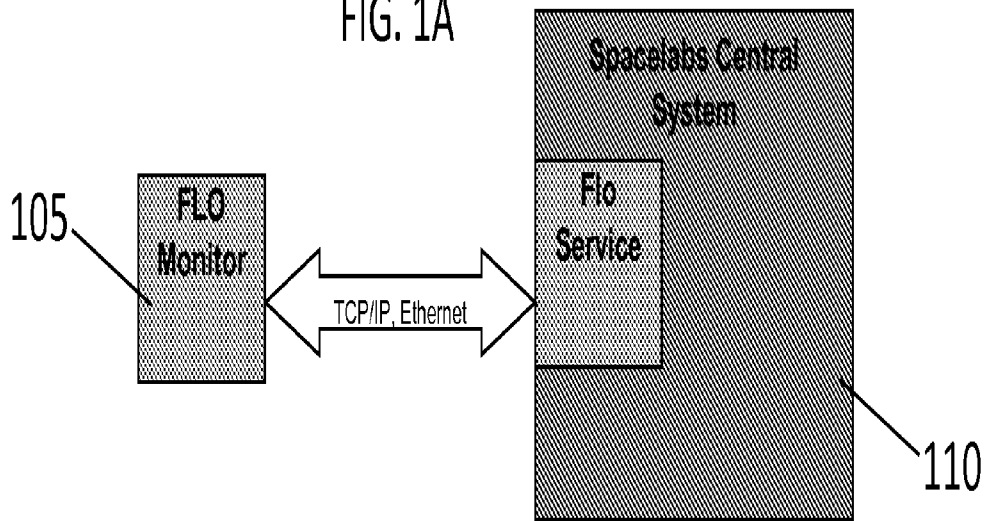 FIG. 1A
Spacelabs Central
System
FLO
Monitor
Flo
Service
105
TCP/IP, Ethernet
110